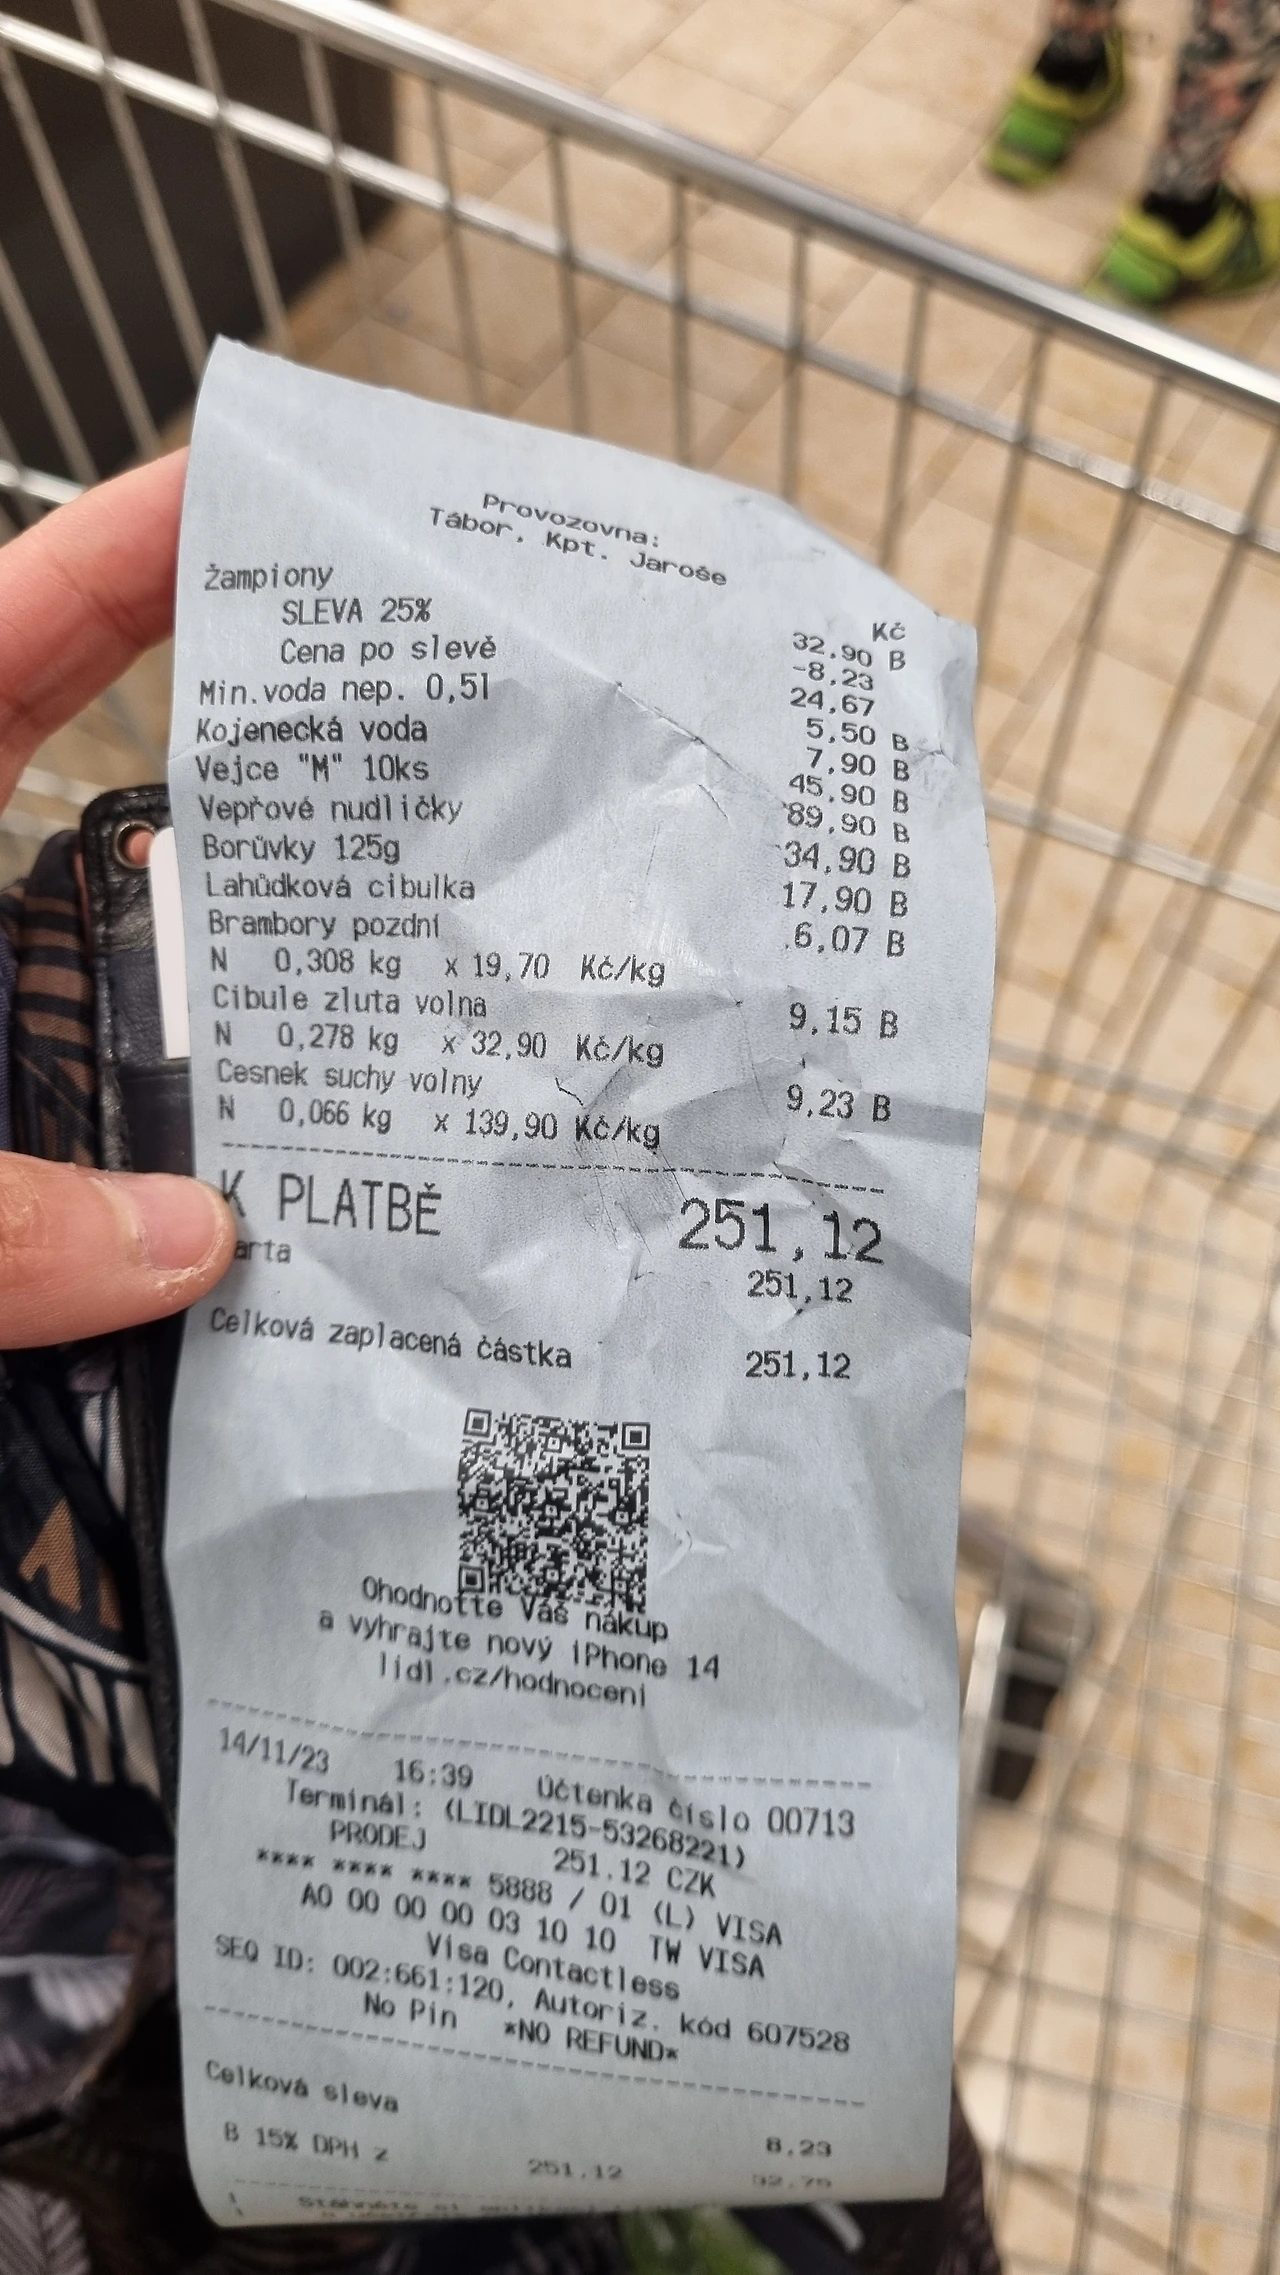 Provozovna:
Tábor, Kpt. Jaroše
Kč
Žampiony 32,90 B
SLEVA 25% -8,23
Cena po slevě 24,67
Min.voda nep. 0,5l 5,50 B
Kojenecká voda 7,90 B
Vejce "M" 10ks 45,90 B
Vepřové nudličky 89,90 B
Borůvky 125g 34,90 B
Lahůdková cibulka 17,90 B
Brambory pozdní 6,07 B
N 0,308 kg x 19,70 Kč/kg
Cibule zluta volna 9,15 B
N 0,278 kg x 32,90 Kč/kg
Cesnek suchy volny 9,23 B
N 0,066 kg x 139,90 Kč/kg
K PLATBĚ 251,12
arta 251,12
Celková zaplacená částka 251,12
Ohodnoťte Váš nákup
a vyhrajte nový iPhone 14
lidl.cz/hodnoceni
14/11/23 16:39 Účtenka číslo 00713
Terminál: (LIDL2215-53268221)
PRODEJ 251.12 CZK
**** **** **** 5888 / 01 (L) VISA
A0 00 00 00 03 10 10 TW VISA
Visa Contactless
SEQ ID: 002:661:120, Autoriz. kód 607528
No Pin *NO REFUND*
Celková sleva 8,23
B 15% DPH z 251,12 32,75